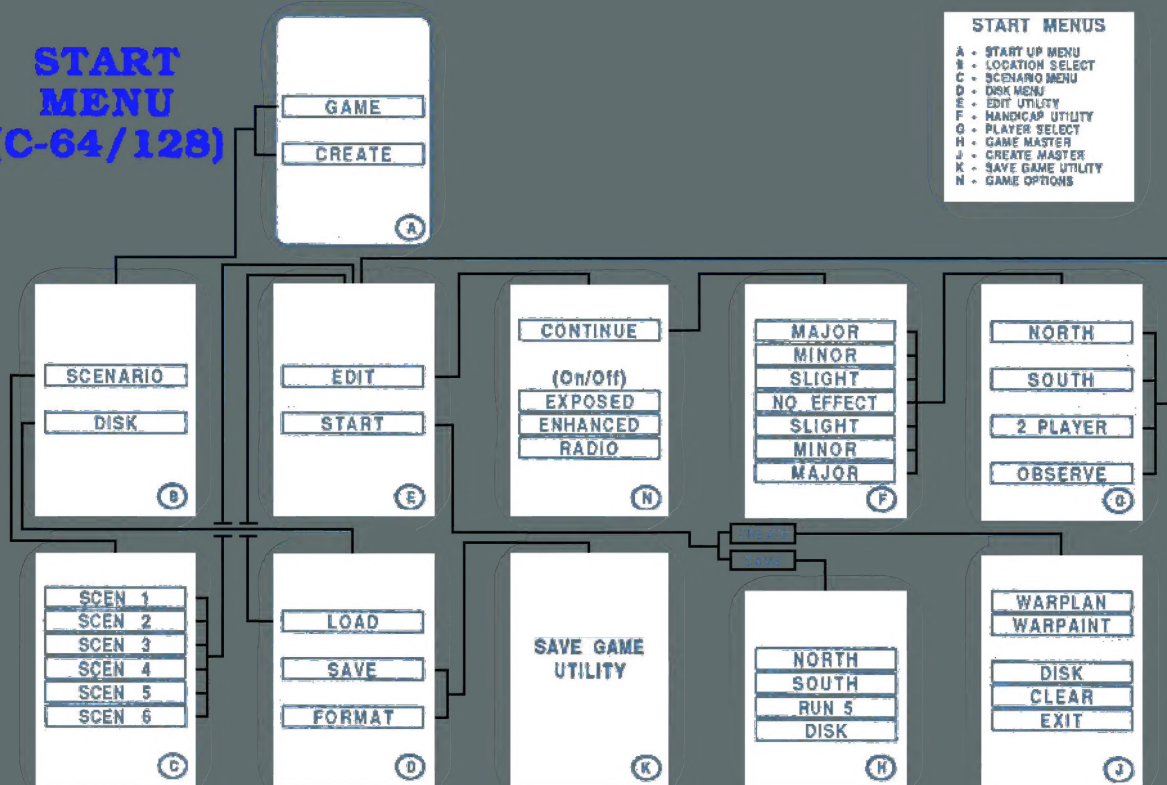 START
MENU
(C-64/128)
GAME
CREATE
A
START MENUS
A - START UP MENU
B - LOCATION SELECT
C - SCENARIO MENU
D - DISK MENU
E - EDIT UTILITY
F - HANDICAP UTILITY
G - PLAYER SELECT
H - GAME MASTER
J - CREATE MASTER
K - SAVE GAME UTILITY
N - GAME OPTIONS
SCENARIO
DISK
B
EDIT
START
E
CONTINUE
(On/Off)
EXPOSED
ENHANCED
RADIO
N
MAJOR
MINOR
SLIGHT
NO EFFECT
SLIGHT
MINOR
MAJOR
F
NORTH
SOUTH
2 PLAYER
OBSERVE
G
CREATE
GAME
SCEN 1
SCEN 2
SCEN 3
SCEN 4
SCEN 5
SCEN 6
C
LOAD
SAVE
FORMAT
D
SAVE GAME
UTILITY
K
NORTH
SOUTH
RUN 5
DISK
H
WARPLAN
WARPAINT
DISK
CLEAR
EXIT
J